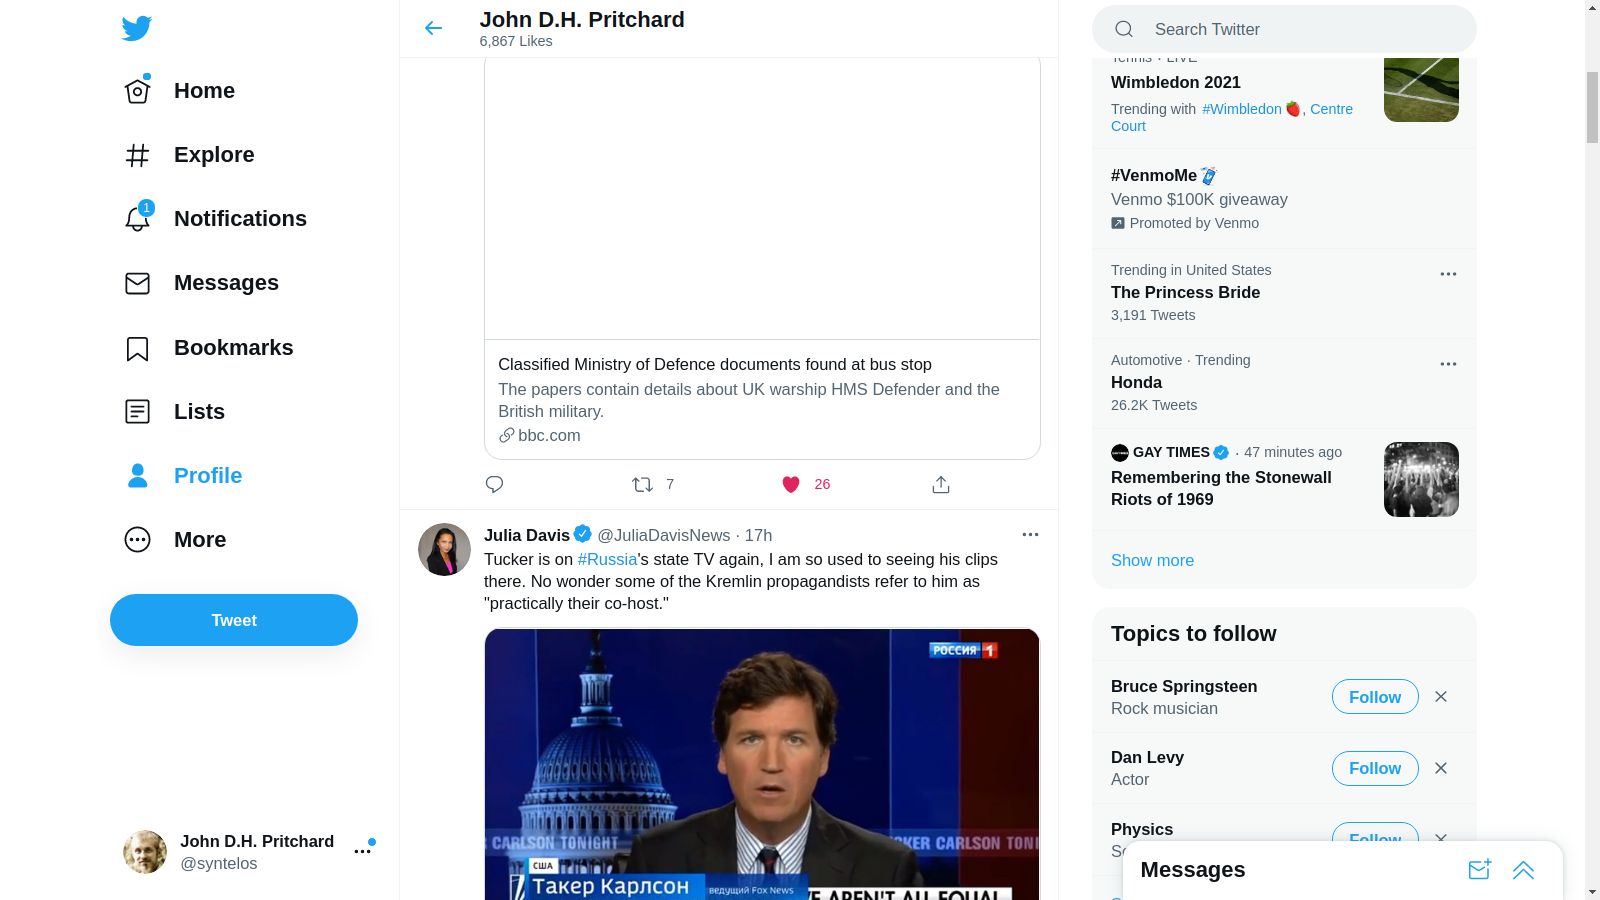 Home
Explore
1
Notifications
Messages
Bookmarks
Lists
Profile
More
Tweet
John D.H. Pritchard
@syntelos
John D.H. Pritchard
6,867 Likes
Classified Ministry of Defence documents found at bus stop
The papers contain details about UK warship HMS Defender and the
British military.
bbc.com
7
26
Julia Davis @JuliaDavisNews · 17h
Tucker is on #Russia's state TV again, I am so used to seeing his clips
there. No wonder some of the Kremlin propagandists refer to him as
"practically their co-host."
РОССИЯ 1
CARLSON TONIGHT
KER CARLSON TONIG
США
Такер Карлсон
ведущий Fox News
VE AREN'T ALL EQUAL
Search Twitter
Tennis · LIVE
Wimbledon 2021
Trending with #Wimbledon🍓, Centre
Court
#VenmoMe
Venmo $100K giveaway
Promoted by Venmo
Trending in United States
The Princess Bride
3,191 Tweets
Automotive · Trending
Honda
26.2K Tweets
GAY TIMES · 47 minutes ago
Remembering the Stonewall
Riots of 1969
Show more
Topics to follow
Bruce Springsteen
Rock musician
Follow
Dan Levy
Actor
Follow
Physics
Follow
Messages